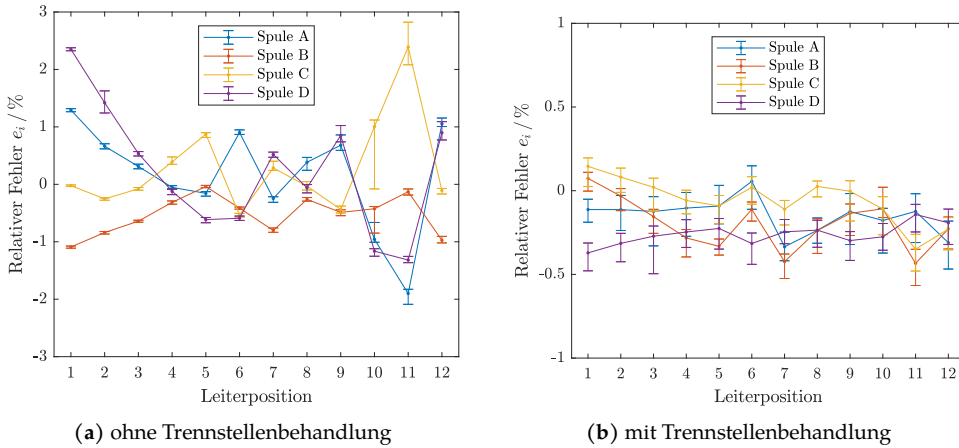 3
2
1
0
-1
-2
-3
Relativer Fehler e_i / %
Spule A
Spule B
Spule C
Spule D
1 2 3 4 5 6 7 8 9 10 11 12
Leiterposition
(a) ohne Trennstellenbehandlung
1
0.5
0
-0.5
-1
Relativer Fehler e_i / %
Spule A
Spule B
Spule C
Spule D
1 2 3 4 5 6 7 8 9 10 11 12
Leiterposition
(b) mit Trennstellenbehandlung